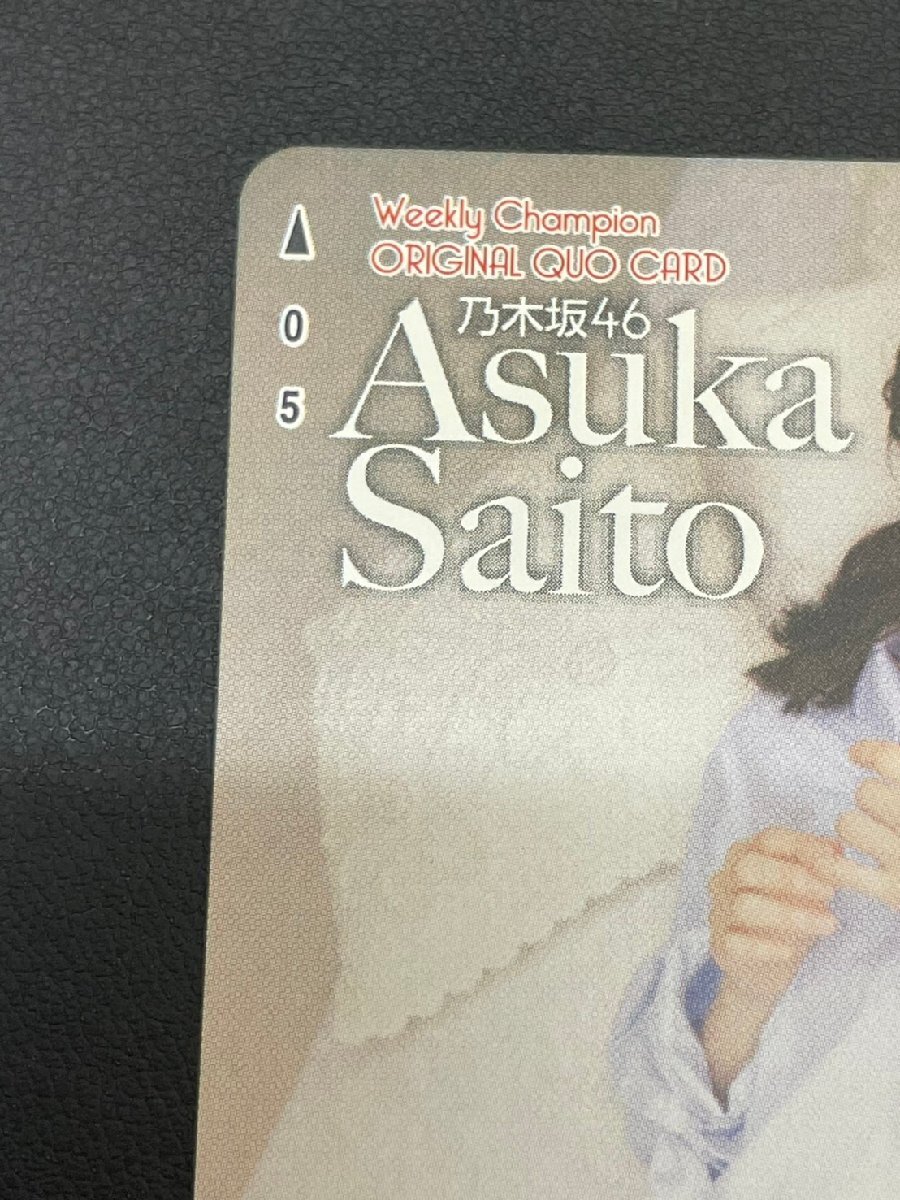 Weekly Champion
ORIGINAL QUO CARD
乃木坂46
Asuka
Saito
0
5